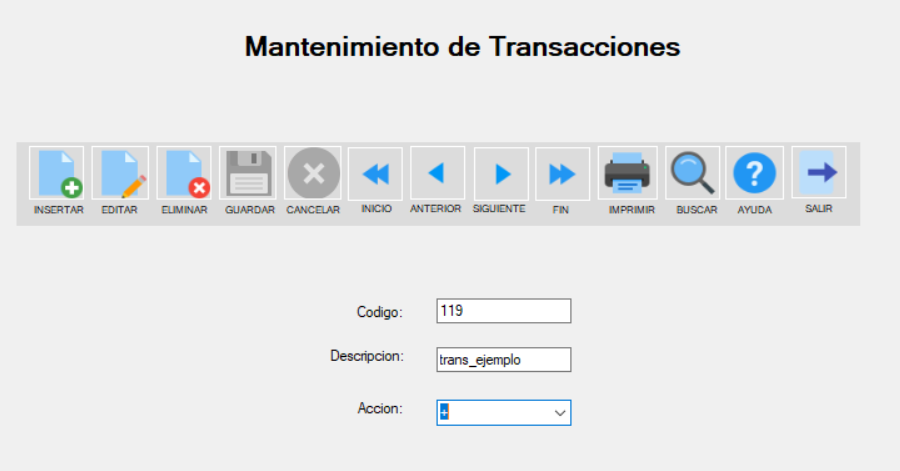 Mantenimiento de Transacciones
INSERTAR EDITAR ELIMINAR GUARDAR CANCELAR INICIO ANTERIOR SIGUIENTE FIN IMPRIMIR BUSCAR AYUDA SALIR
Codigo: 119
Descripcion: trans_ejemplo
Accion: +